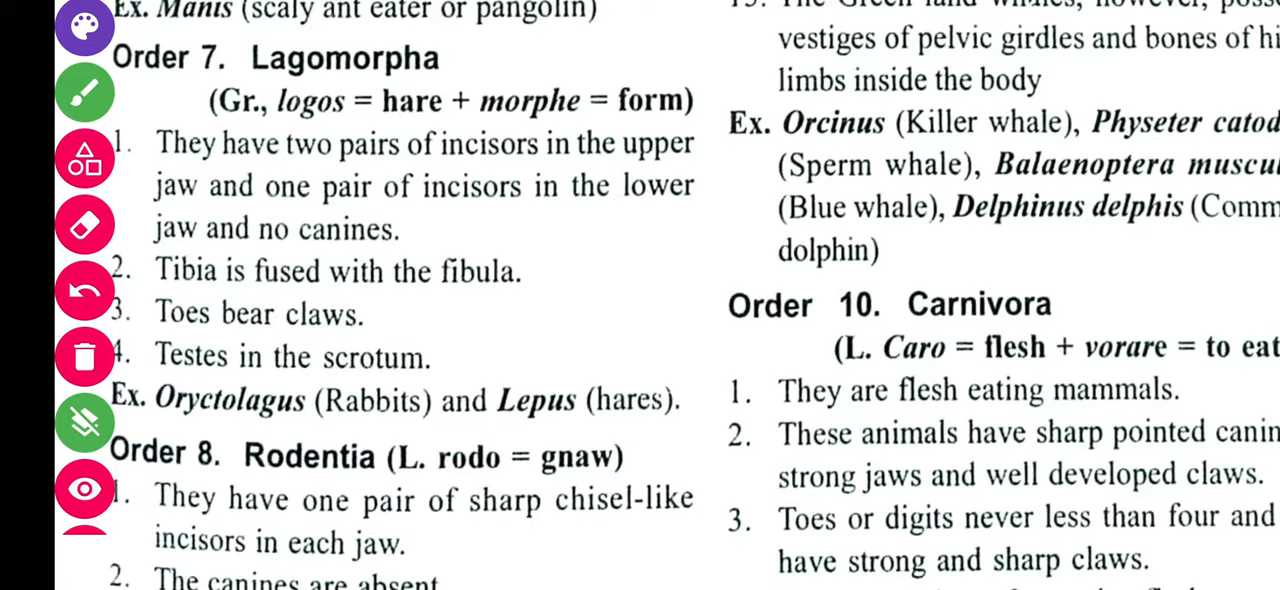 Ex. Manis (scaly ant eater or pangolin)
Order 7. Lagomorpha
(Gr., logos = hare + morphe = form)
1. They have two pairs of incisors in the upper
jaw and one pair of incisors in the lower
jaw and no canines.
2. Tibia is fused with the fibula.
3. Toes bear claws.
4. Testes in the scrotum.
Ex. Oryctolagus (Rabbits) and Lepus (hares).
Order 8. Rodentia (L. rodo = gnaw)
1. They have one pair of sharp chisel-like
incisors in each jaw.
2. The canines are absent
vestiges of pelvic girdles and bones of hi
limbs inside the body
Ex. Orcinus (Killer whale), Physeter catod
(Sperm whale), Balaenoptera muscul
(Blue whale), Delphinus delphis (Comm
dolphin)
Order 10. Carnivora
(L. Caro = flesh + vorare = to eat
1. They are flesh eating mammals.
2. These animals have sharp pointed canin
strong jaws and well developed claws.
3. Toes or digits never less than four and
have strong and sharp claws.